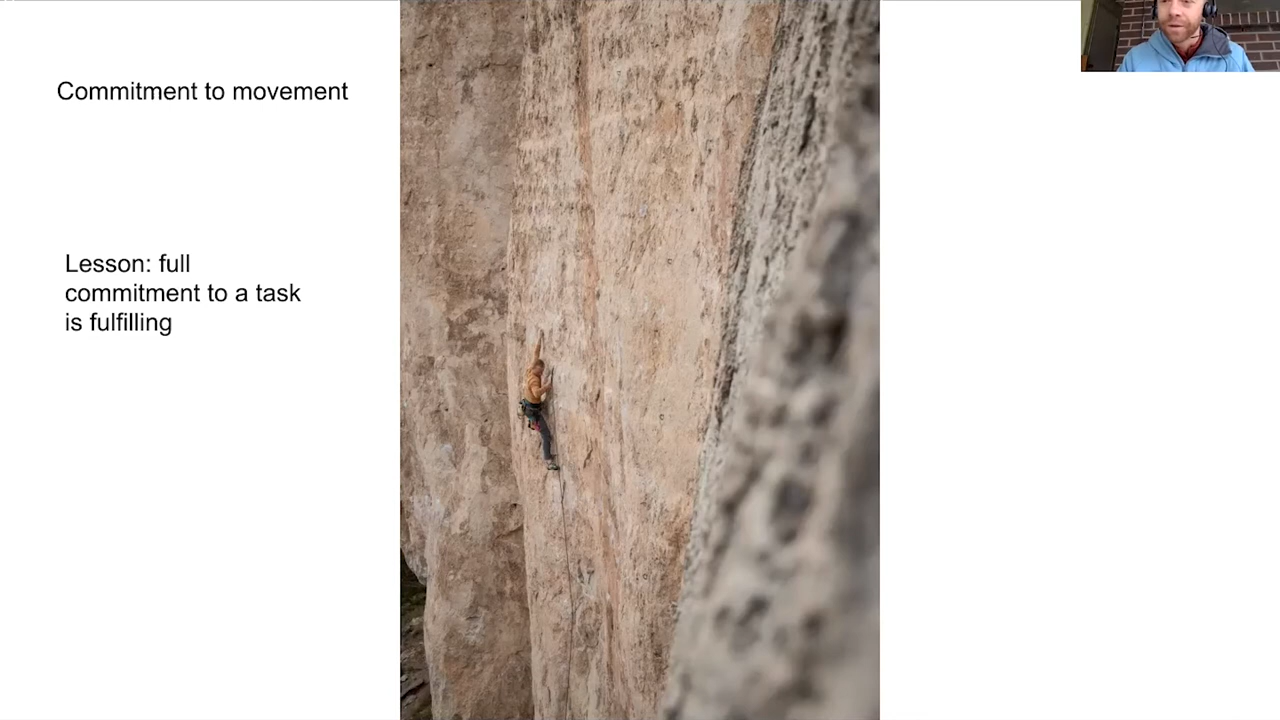 Commitment to movement
Lesson: full
commitment to a task
is fulfilling